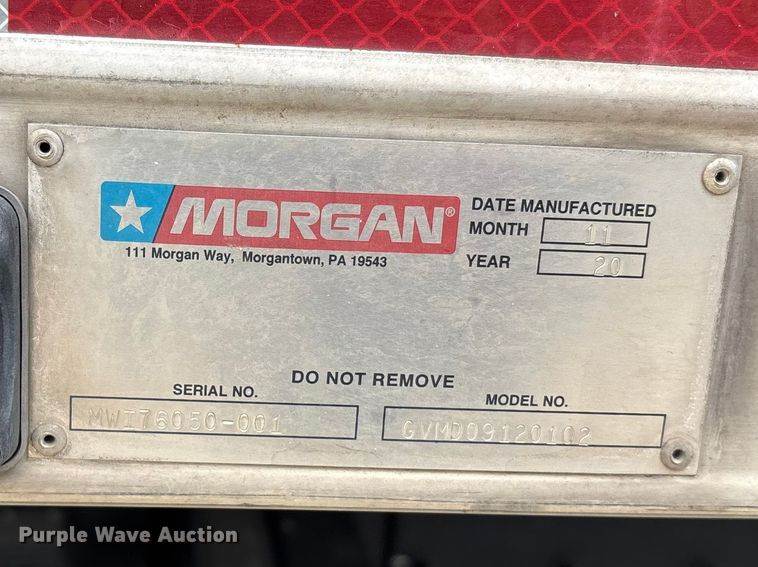 MORGAN®
111 Morgan Way, Morgantown, PA 19543
DATE MANUFACTURED
MONTH 11
YEAR 20
DO NOT REMOVE
SERIAL NO.
MWI76050-001
MODEL NO.
GVMD09120102
Purple Wave Auction